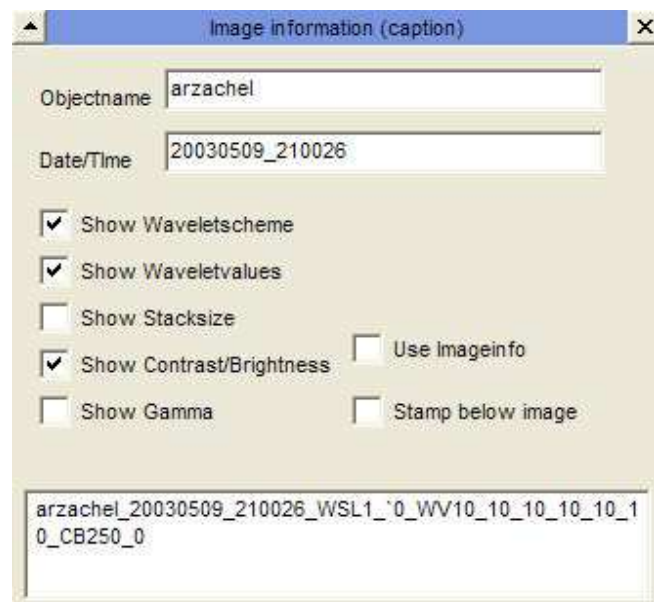 Image information (caption)
Objectname
arzachel
Date/TIme
20030509_210026
Show Waveletscheme
Show Waveletvalues
Show Stacksize
Show Contrast/Brightness
Use Imageinfo
Show Gamma
Stamp below image
arzachel_20030509_210026_WSL1_`0_WV10_10_10_10_10_1
0_CB250_0